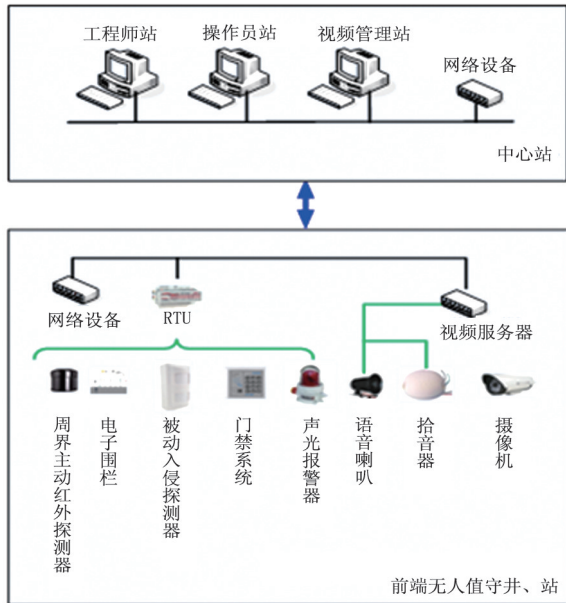 工程师站
操作员站
视频管理站
网络设备
中心站
网络设备
RTU
视频服务器
周界主动红外探测器
电子围栏
被动入侵探测器
门禁系统
声光报警器
语音喇叭
拾音器
摄像机
前端无人值守井、站